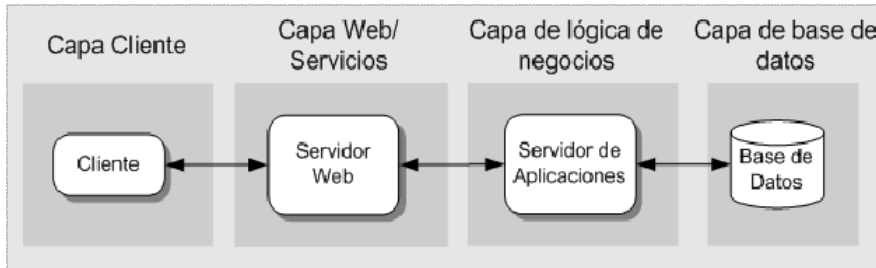 Capa Cliente
Capa Web/
Servicios
Capa de lógica de
negocios
Capa de base de
datos
Cliente
Servidor
Web
Servidor de
Aplicaciones
Base de
Datos